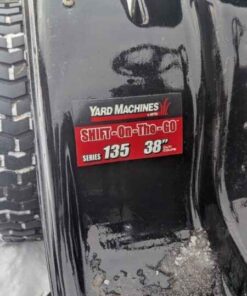 YARD MACHINES
SHIFT-On-The-GO
SERIES 135 38"